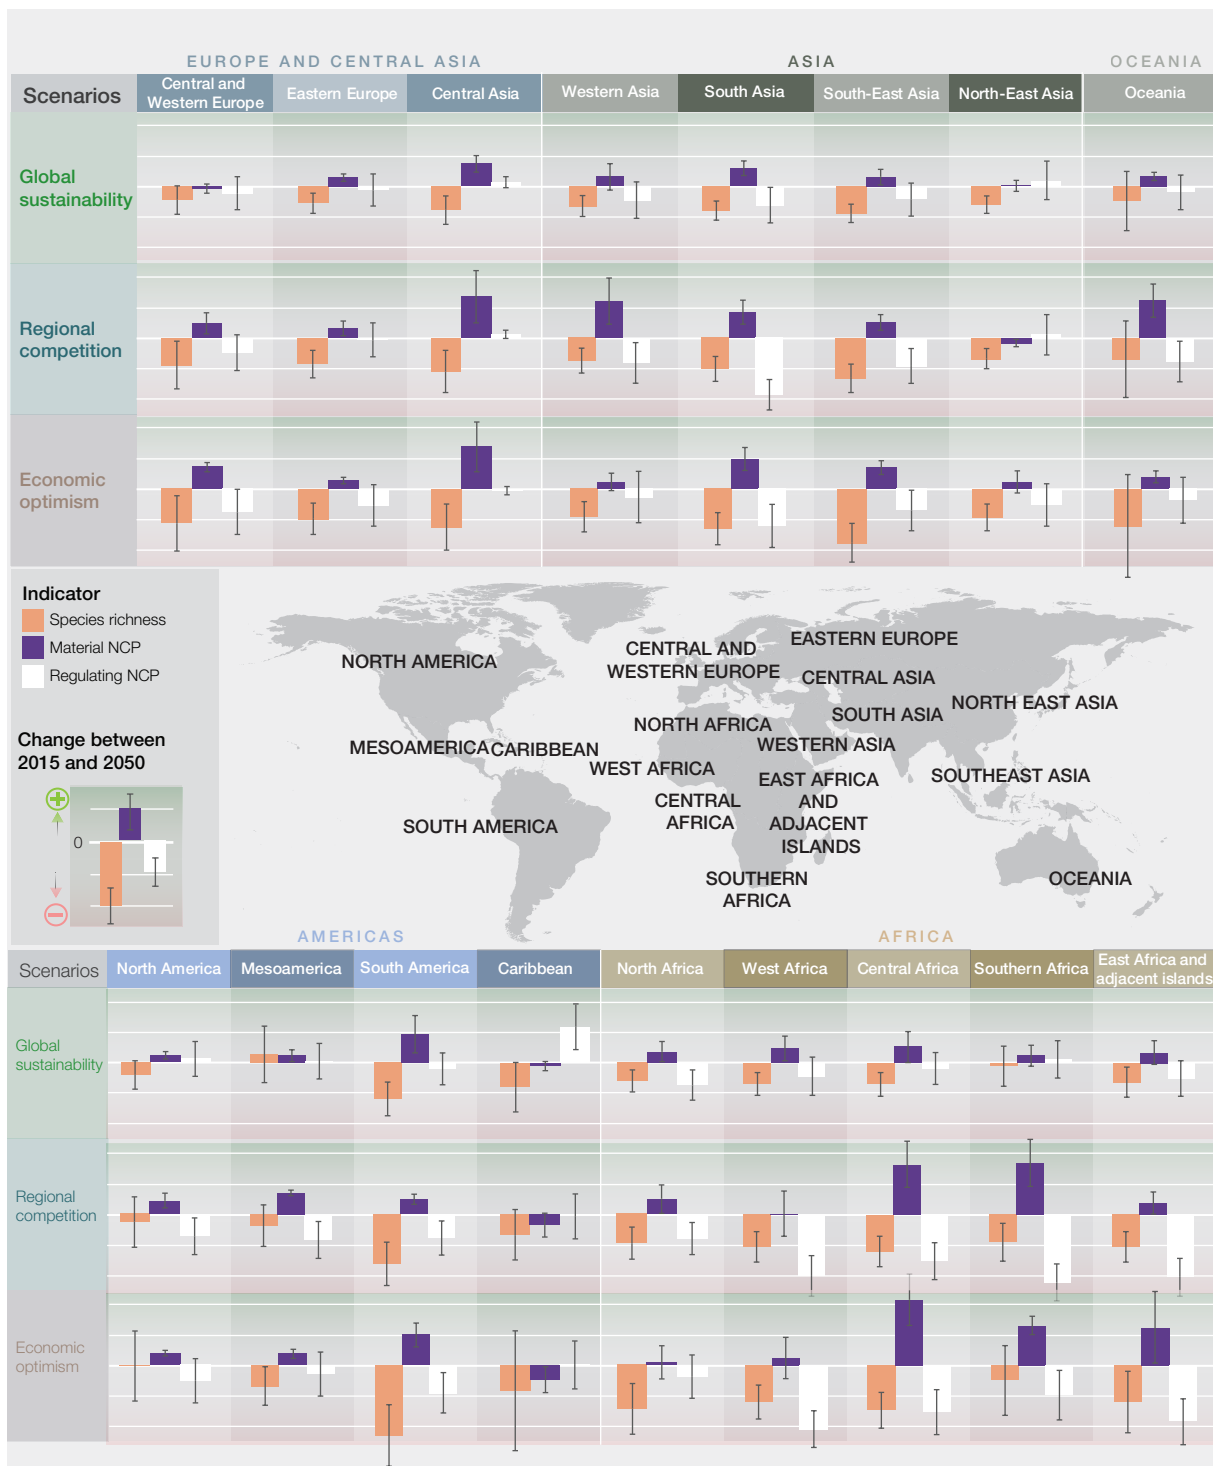 EUROPE AND CENTRAL ASIA
ASIA
OCEANIA
Scenarios
Central and
Western Europe
Eastern Europe
Central Asia
Western Asia
South Asia
South-East Asia
North-East Asia
Oceania
Global
sustainability
Regional
competition
Economic
optimism
Indicator
Species richness
Material NCP
Regulating NCP
Change between
2015 and 2050
0
NORTH AMERICA
CENTRAL AND
WESTERN EUROPE
EASTERN EUROPE
CENTRAL ASIA
NORTH EAST ASIA
SOUTH ASIA
NORTH AFRICA
WESTERN ASIA
MESOAMERICA
CARIBBEAN
WEST AFRICA
SOUTHEAST ASIA
EAST AFRICA
AND
ADJACENT
ISLANDS
CENTRAL
AFRICA
SOUTH AMERICA
SOUTHERN
AFRICA
OCEANIA
AMERICAS
AFRICA
Scenarios
North America
Mesoamerica
South America
Caribbean
North Africa
West Africa
Central Africa
Southern Africa
East Africa and
adjacent islands
Global
sustainability
Regional
competition
Economic
optimism